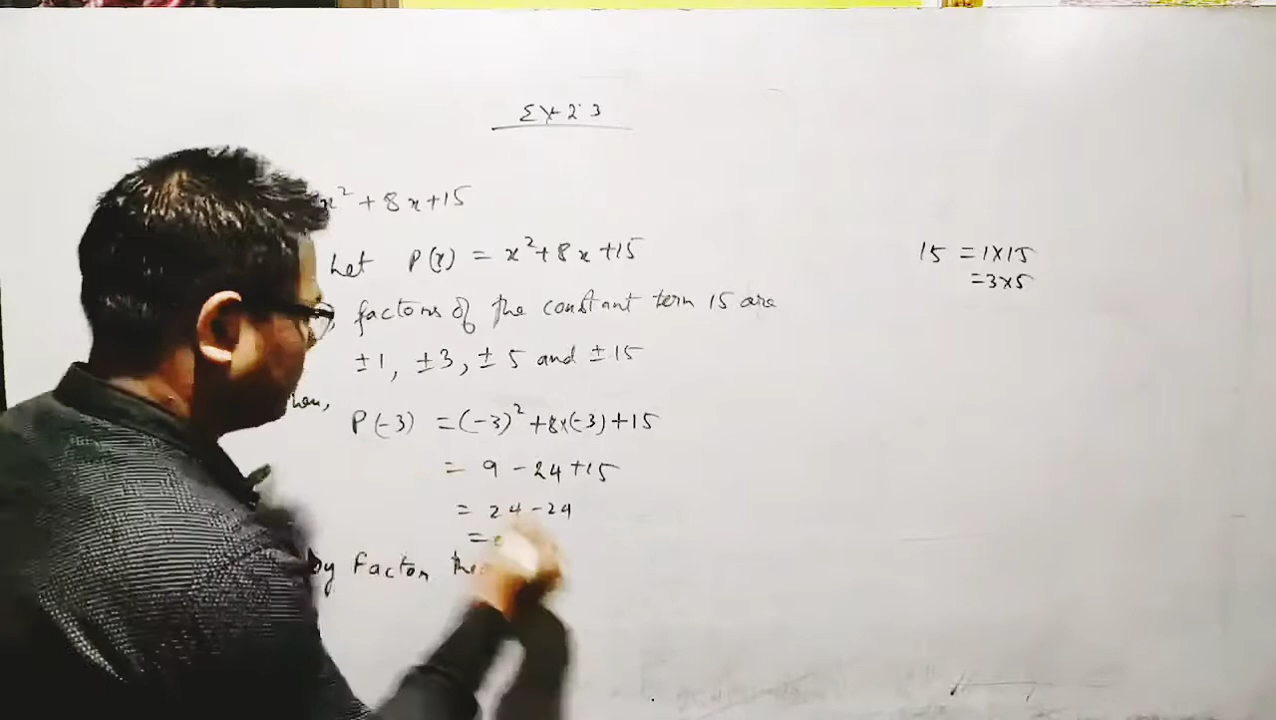 Ex 2.3
x² + 8x + 15
Let P(x) = x² + 8x + 15
factors of the constant term 15 are
±1, ±3, ±5 and ±15
P(-3) = (-3)² + 8×(-3) + 15
= 9 - 24 + 15
= 24 - 24
=
by Factor
15 = 1×15
= 3×5